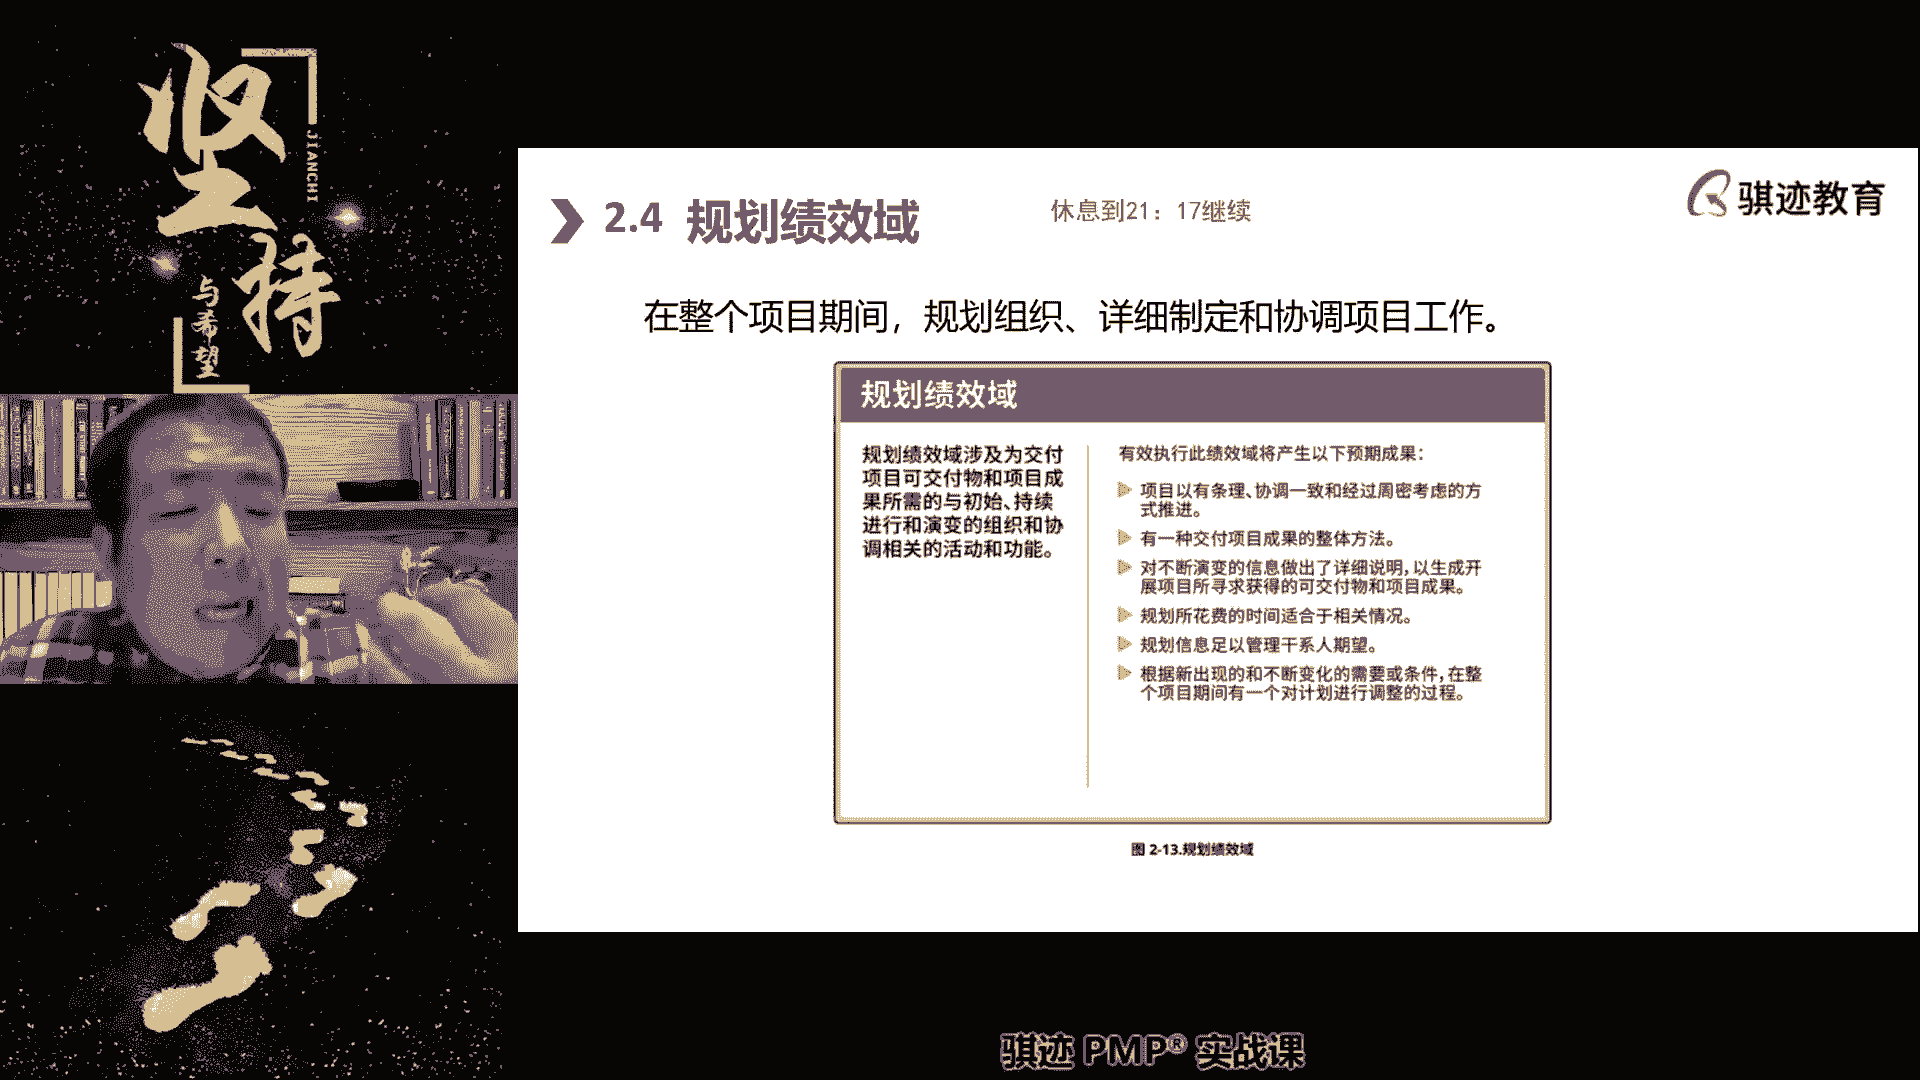 坚持
JIANCHI
与希望
2.4 规划绩效域
休息到21：17继续
骐迹教育
在整个项目期间，规划组织、详细制定和协调项目工作。
规划绩效域
规划绩效域涉及为交付
项目可交付物和项目成
果所需的与初始、持续
进行和演变的组织和协
调相关的活动和功能。
有效执行此绩效域将产生以下预期成果：
项目以有条理、协调一致和经过周密考虑的方
式推进。
有一种交付项目成果的整体方法。
对不断演变的信息做出了详细说明，以生成开
展项目所寻求获得的可交付物和项目成果。
规划所花费的时间适合于相关情况。
规划信息足以管理干系人期望。
根据新出现的和不断变化的需要或条件，在整
个项目期间有一个对计划进行调整的过程。
图 2-13.规划绩效域
骐迹 PMP® 实战课